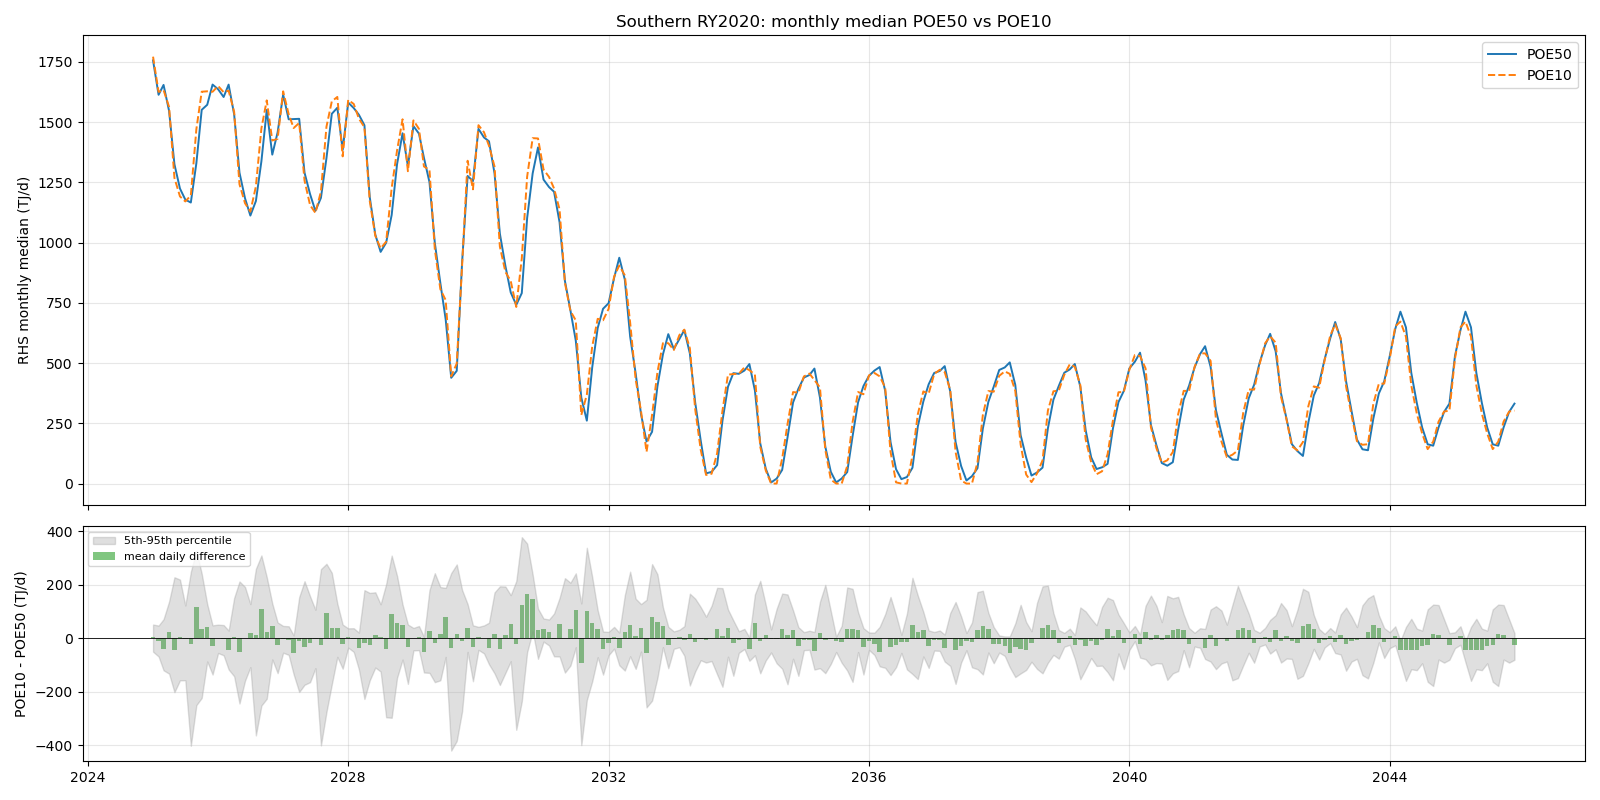 Southern RY2020: monthly median POE50 vs POE10
RHS monthly median (TJ/d)
1750
1500
1250
1000
750
500
250
0
POE50
POE10
POE10 - POE50 (TJ/d)
400
200
0
−200
−400
5th-95th percentile
mean daily difference
2024
2028
2032
2036
2040
2044